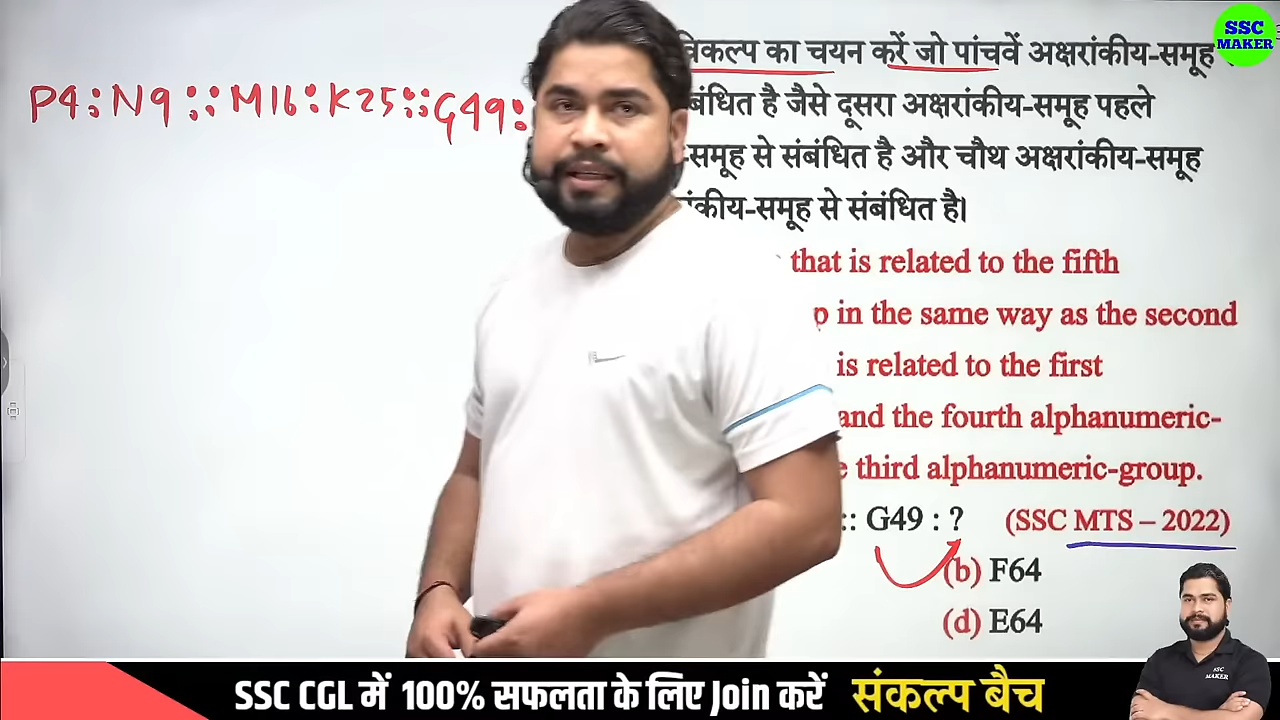 SSC
MAKER
विकल्प का चयन करें जो पांचवें अक्षरांकीय-समूह
P4 : N9 :: M16 : K25 :: G49 :
जैसे दूसरा अक्षरांकीय-समूह पहले
-समूह से संबंधित है और चौथ अक्षरांकीय-समूह
-समूह से संबंधित है।
that is related to the fifth
in the same way as the second
is related to the first
and the fourth alphanumeric-
third alphanumeric-group.
:: G49 : ? (SSC MTS – 2022)
(b) F64
(d) E64
SSC
MAKER
SSC CGL में 100% सफलता के लिए Join करें संकल्प बैच